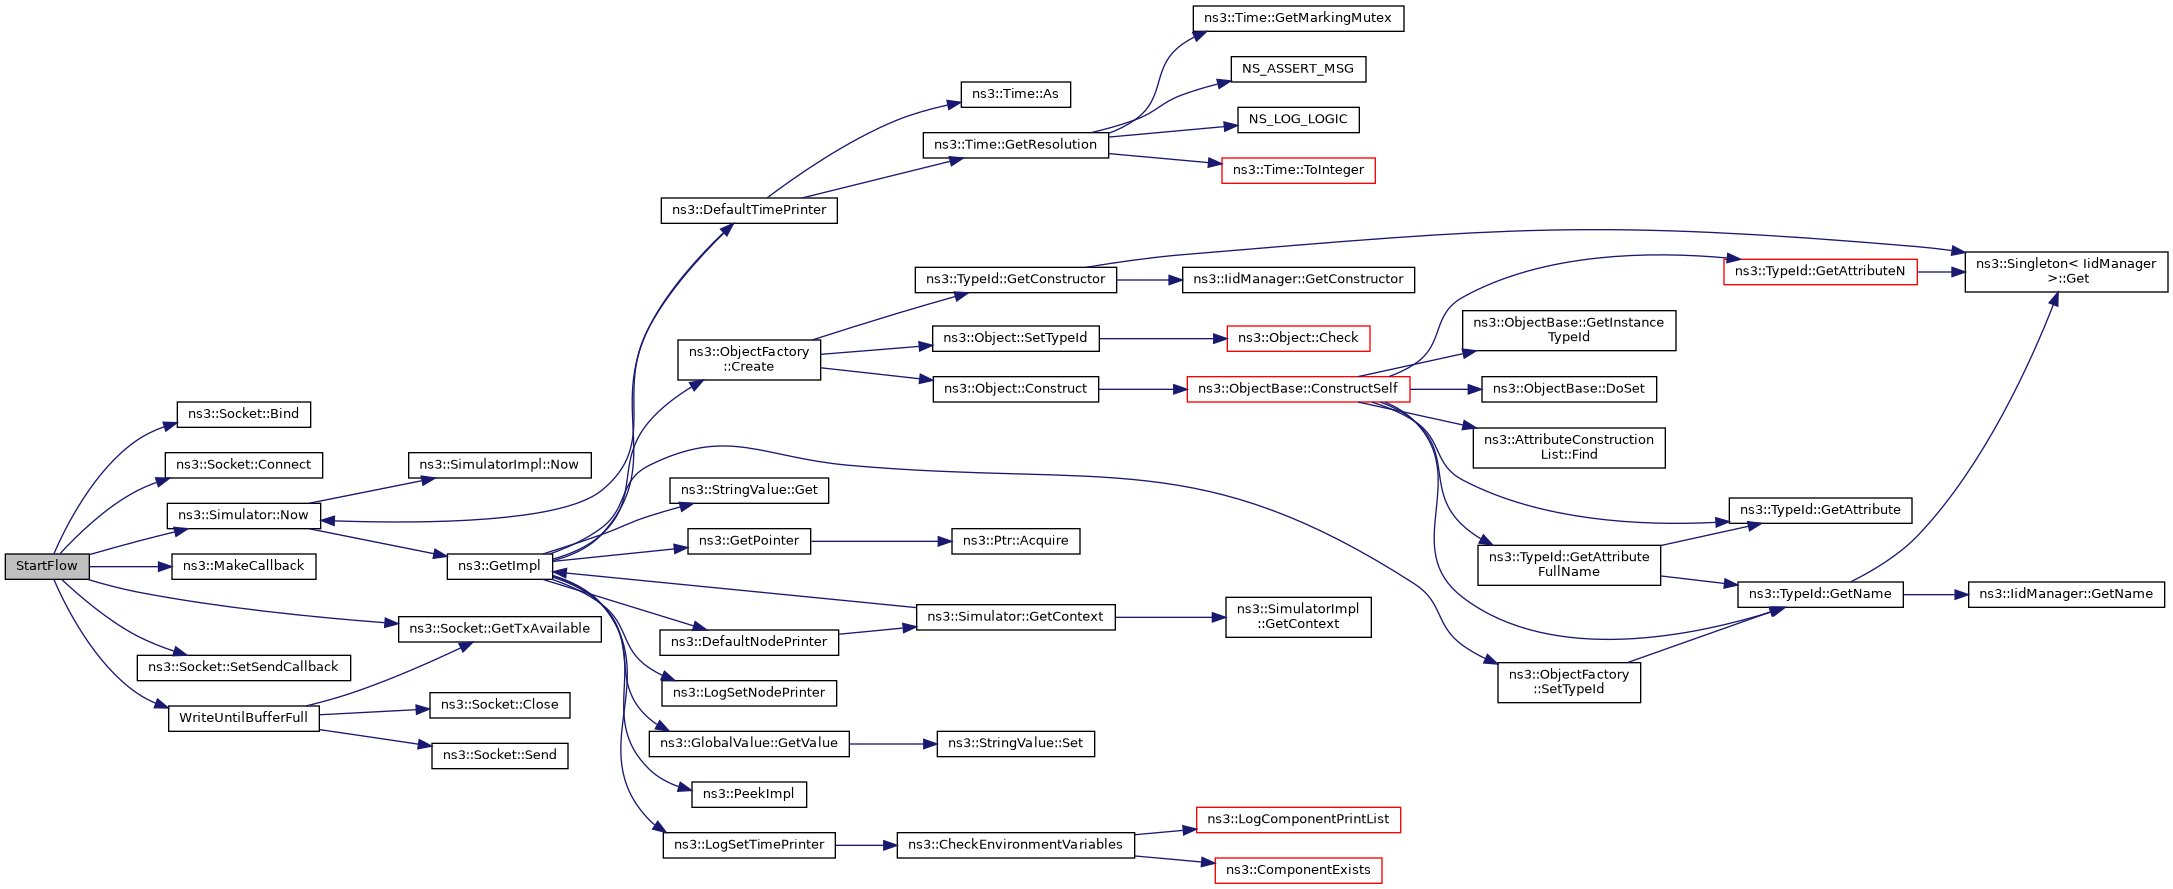 StartFlow
ns3::Socket::Bind
ns3::Socket::Connect
ns3::Simulator::Now
ns3::MakeCallback
ns3::Socket::GetTxAvailable
ns3::Socket::SetSendCallback
WriteUntilBufferFull
ns3::SimulatorImpl::Now
ns3::GetImpl
ns3::Socket::Close
ns3::Socket::Send
ns3::DefaultTimePrinter
ns3::ObjectFactory
::Create
ns3::StringValue::Get
ns3::GetPointer
ns3::DefaultNodePrinter
ns3::LogSetNodePrinter
ns3::GlobalValue::GetValue
ns3::PeekImpl
ns3::LogSetTimePrinter
ns3::Time::As
ns3::Time::GetResolution
ns3::TypeId::GetConstructor
ns3::Object::SetTypeId
ns3::Object::Construct
ns3::Ptr::Acquire
ns3::Simulator::GetContext
ns3::StringValue::Set
ns3::CheckEnvironmentVariables
ns3::Time::GetMarkingMutex
NS_ASSERT_MSG
NS_LOG_LOGIC
ns3::Time::ToInteger
ns3::IidManager::GetConstructor
ns3::Object::Check
ns3::ObjectBase::ConstructSelf
ns3::SimulatorImpl
::GetContext
ns3::LogComponentPrintList
ns3::ComponentExists
ns3::ObjectBase::GetInstance
TypeId
ns3::ObjectBase::DoSet
ns3::AttributeConstruction
List::Find
ns3::TypeId::GetAttribute
FullName
ns3::ObjectFactory
::SetTypeId
ns3::TypeId::GetAttributeN
ns3::TypeId::GetAttribute
ns3::TypeId::GetName
ns3::Singleton< IidManager
>::Get
ns3::IidManager::GetName